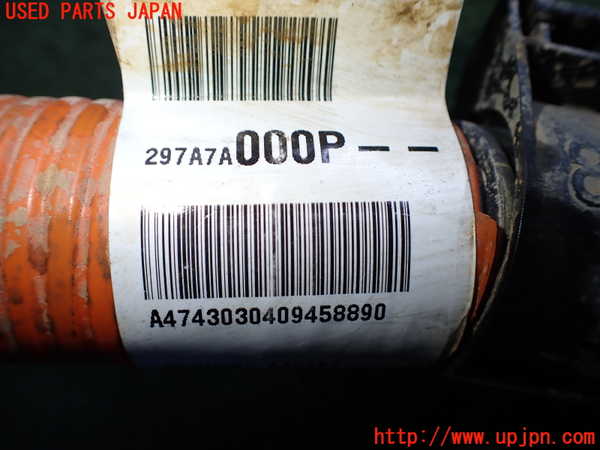 USED PARTS JAPAN
297A7A000P--
A4743030409458890
http://www.upjpn.com/